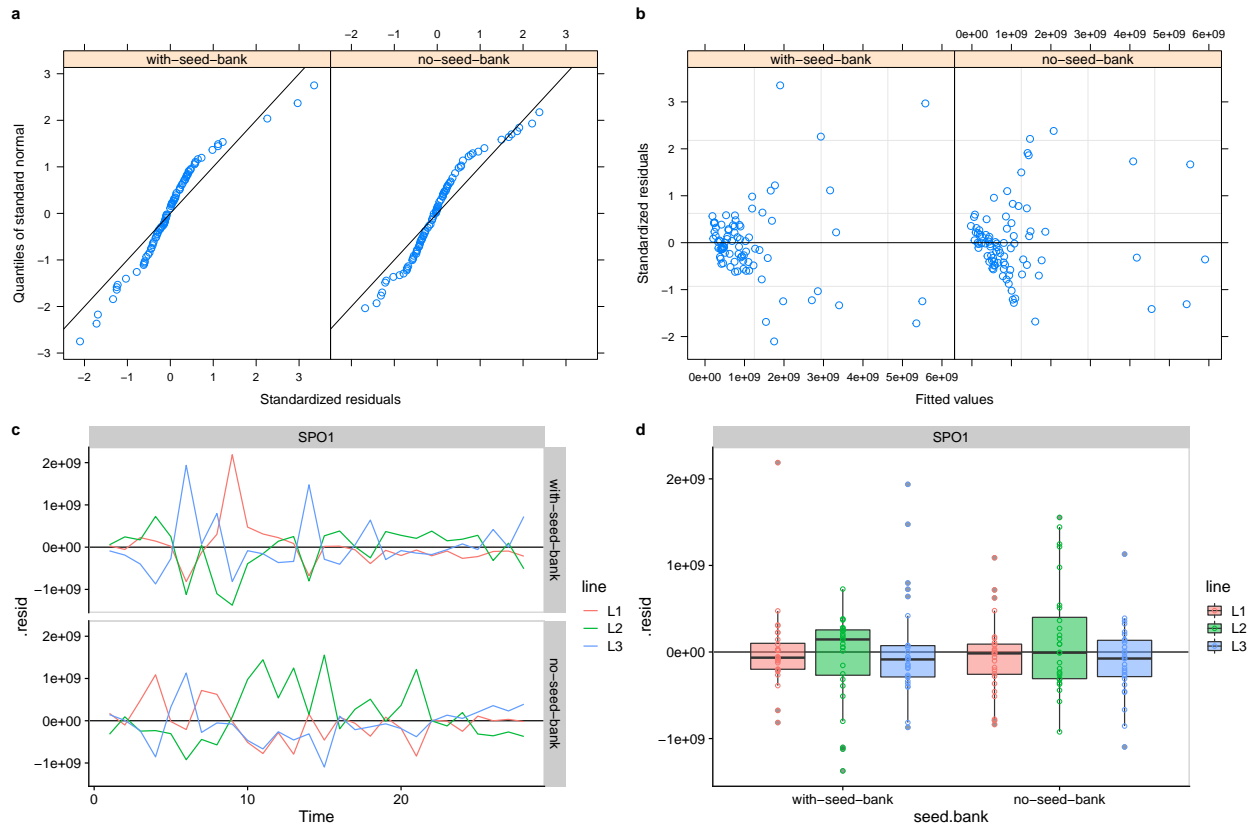 a
−2 −1 0 1 2 3
with−seed−bank no−seed−bank
3
2
1
0
−1
−2
−3
Quantiles of standard normal
−2 −1 0 1 2 3
Standardized residuals
b
0e+00 1e+09 2e+09 3e+09 4e+09 5e+09 6e+09
with−seed−bank no−seed−bank
3
2
1
0
−1
−2
Standardized residuals
0e+00 1e+09 2e+09 3e+09 4e+09 5e+09 6e+09
Fitted values
c
SPO1
2e+09
1e+09
0e+00
−1e+09
with−seed−bank
2e+09
1e+09
0e+00
−1e+09
no−seed−bank
.resid
0 10 20
Time
line
L1
L2
L3
d
SPO1
2e+09
1e+09
0e+00
−1e+09
.resid
with−seed−bank no−seed−bank
seed.bank
line
L1
L2
L3